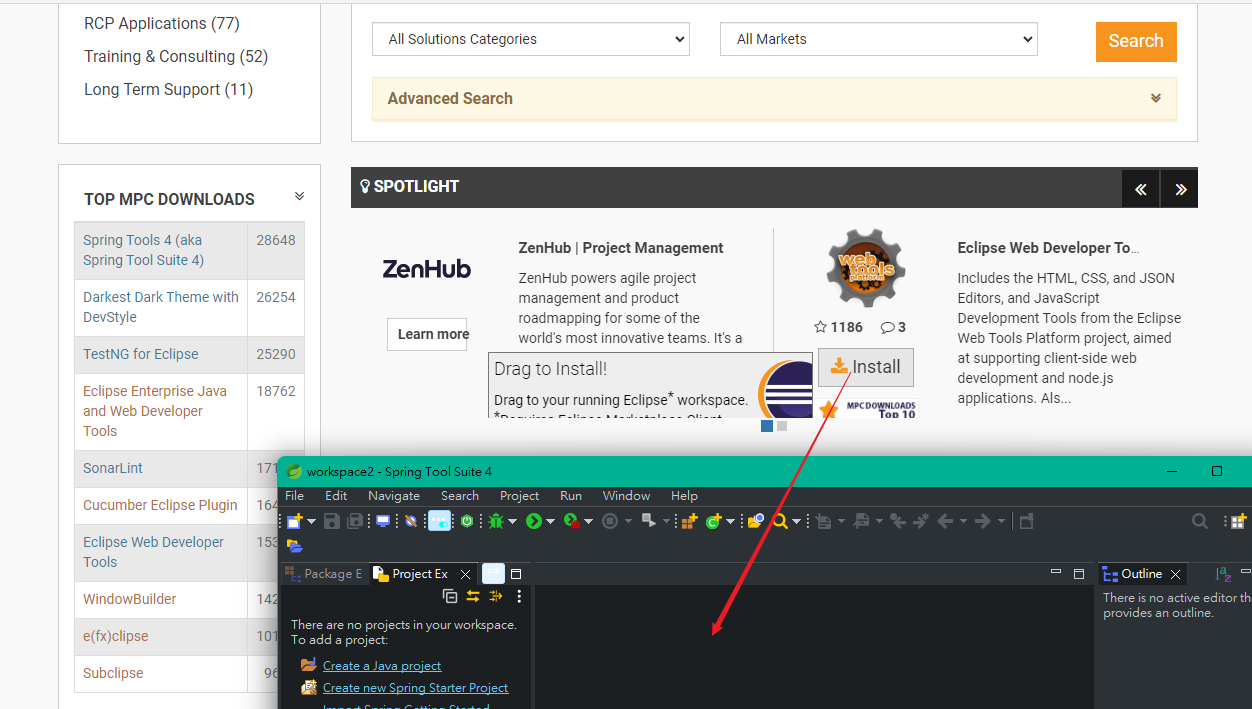 RCP Applications (77)
Training & Consulting (52)
Long Term Support (11)
All Solutions Categories
All Markets
Search
Advanced Search
TOP MPC DOWNLOADS
Spring Tools 4 (aka
Spring Tool Suite 4)
28648
Darkest Dark Theme with
DevStyle
26254
TestNG for Eclipse
25290
Eclipse Enterprise Java
and Web Developer
Tools
18762
SonarLint
Cucumber Eclipse Plugin
Eclipse Web Developer
Tools
WindowBuilder
e(fx)clipse
Subclipse
SPOTLIGHT
ZenHub
Learn more
ZenHub | Project Management
ZenHub powers agile project
management and product
roadmapping for some of the
world's most innovative teams. It's a
Drag to Install!
Drag to your running Eclipse* workspace.
*Requires Eclipse Marketplace Client
web
tools
platform
1186
3
Install
MPC DOWNLOADS
Top 10
Eclipse Web Developer To...
Includes the HTML, CSS, and JSON
Editors, and JavaScript
Development Tools from the Eclipse
Web Tools Platform project, aimed
at supporting client-side web
development and node.js
applications. Als...
workspace2 - Spring Tool Suite 4
File Edit Navigate Search Project Run Window Help
Package E
Project Ex
There are no projects in your workspace.
To add a project:
Create a Java project
Create new Spring Starter Project
Import Spring Getting Started
Outline
There is no active editor
provides an outline.